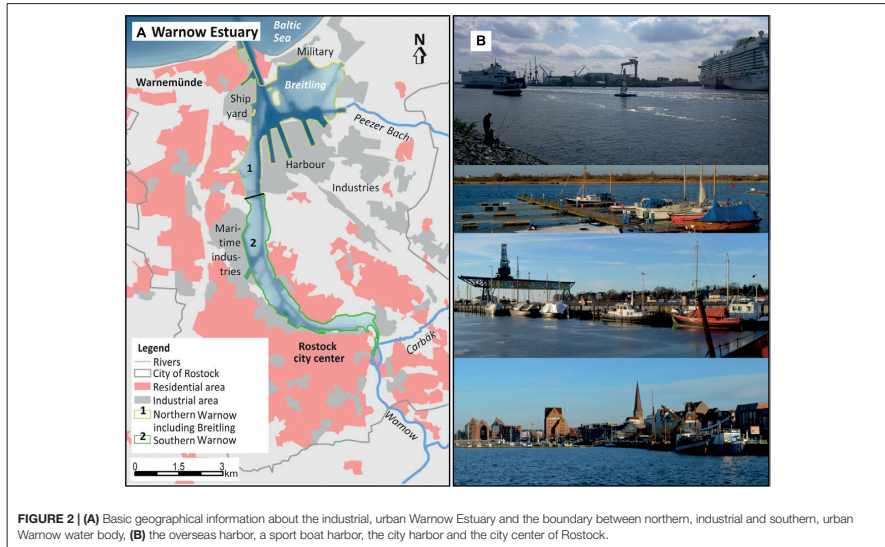 A Warnow Estuary
Baltic
Sea
N
Military
Warnemünde
Breitling
Ship
yard
Peezer Bach
1
Harbour
Industries
Mari-
time
indus-
tries
2
Rostock
city center
Carbäk
Warnow
Legend
Rivers
City of Rostock
Residential area
Industrial area
1 Northern Warnow
including Breitling
2 Southern Warnow
0 1.5 3
km
B
FIGURE 2 | (A) Basic geographical information about the industrial, urban Warnow Estuary and the boundary between northern, industrial and southern, urban
Warnow water body, (B) the overseas harbor, a sport boat harbor, the city harbor and the city center of Rostock.